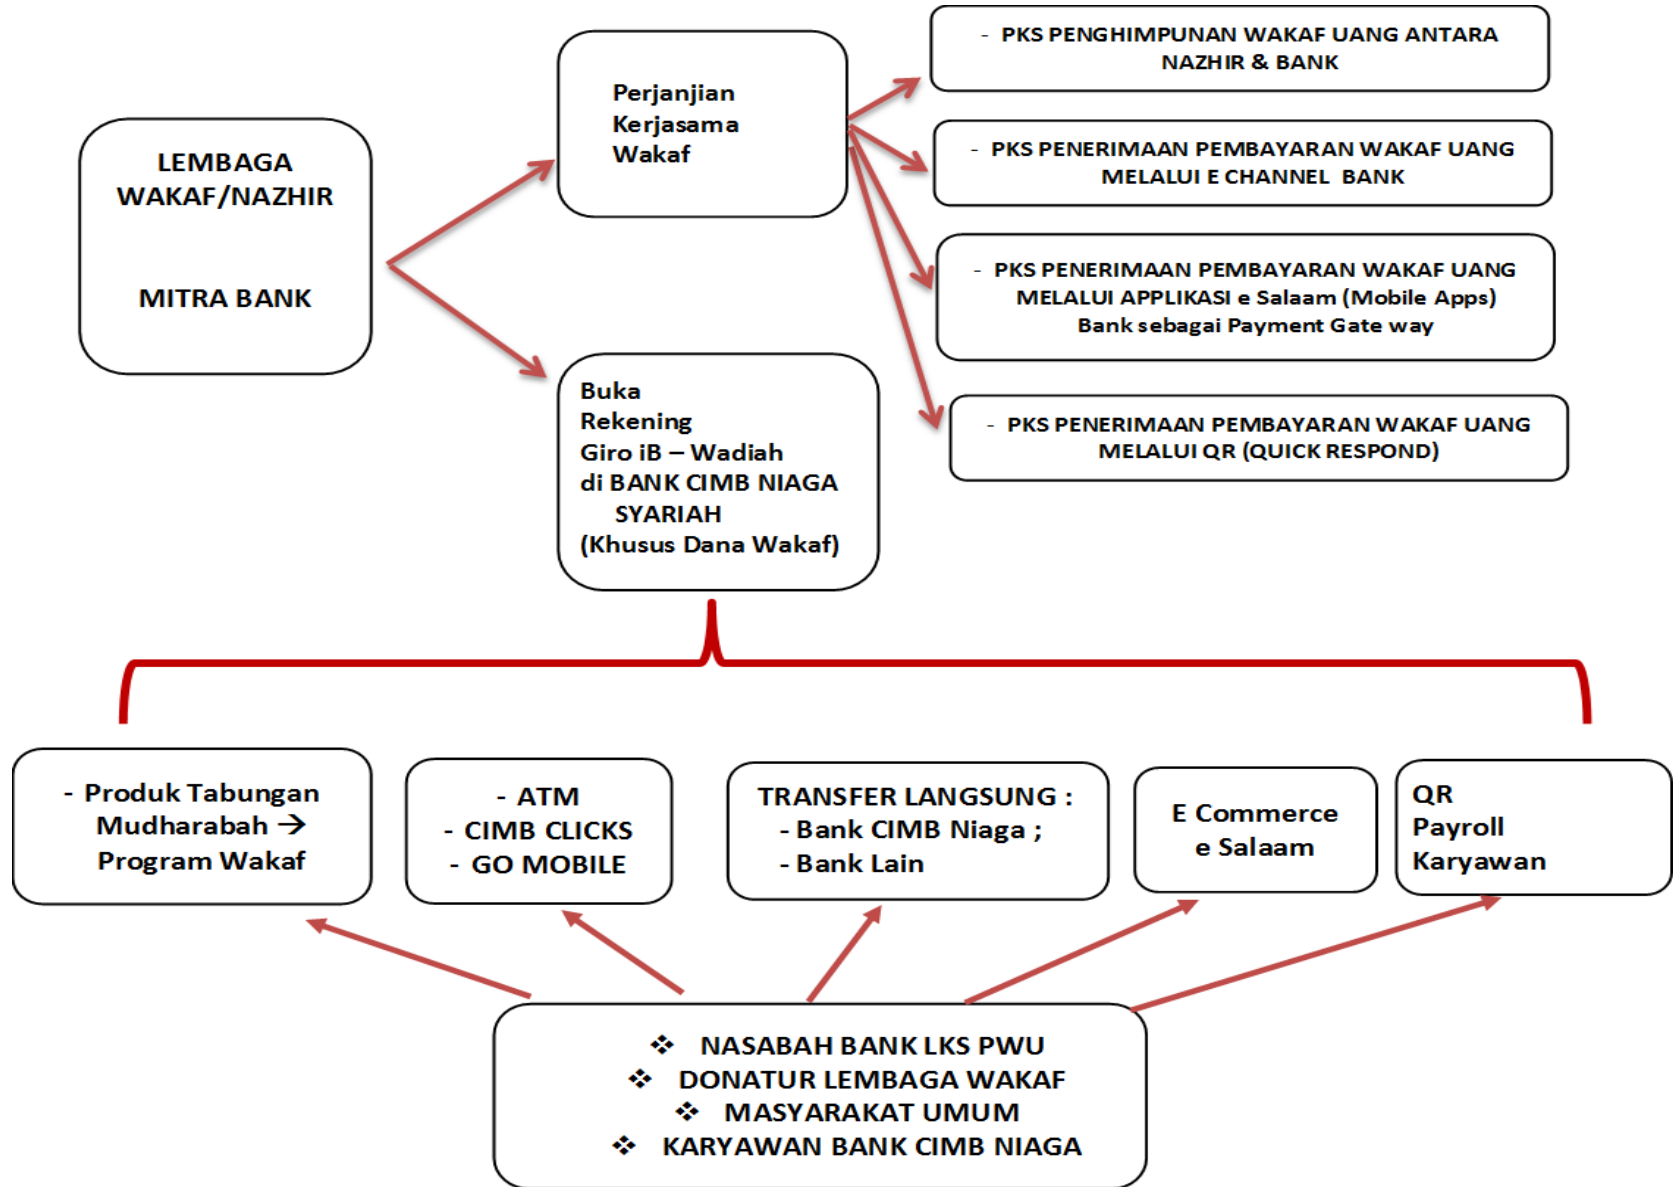 LEMBAGA
WAKAF/NAZHIR
MITRA BANK
Perjanjian
Kerjasama
Wakaf
- PKS PENGHIMPUNAN WAKAF UANG ANTARA
NAZHIR & BANK
- PKS PENERIMAAN PEMBAYARAN WAKAF UANG
MELALUI E CHANNEL BANK
- PKS PENERIMAAN PEMBAYARAN WAKAF UANG
MELALUI APPLIKASI e Salaam (Mobile Apps)
Bank sebagai Payment Gate way
- PKS PENERIMAAN PEMBAYARAN WAKAF UANG
MELALUI QR (QUICK RESPOND)
Buka
Rekening
Giro iB – Wadiah
di BANK CIMB NIAGA
SYARIAH
(Khusus Dana Wakaf)
- Produk Tabungan
Mudharabah →
Program Wakaf
- ATM
- CIMB CLICKS
- GO MOBILE
TRANSFER LANGSUNG :
- Bank CIMB Niaga ;
- Bank Lain
E Commerce
e Salaam
QR
Payroll
Karyawan
❖ NASABAH BANK LKS PWU
❖ DONATUR LEMBAGA WAKAF
❖ MASYARAKAT UMUM
❖ KARYAWAN BANK CIMB NIAGA